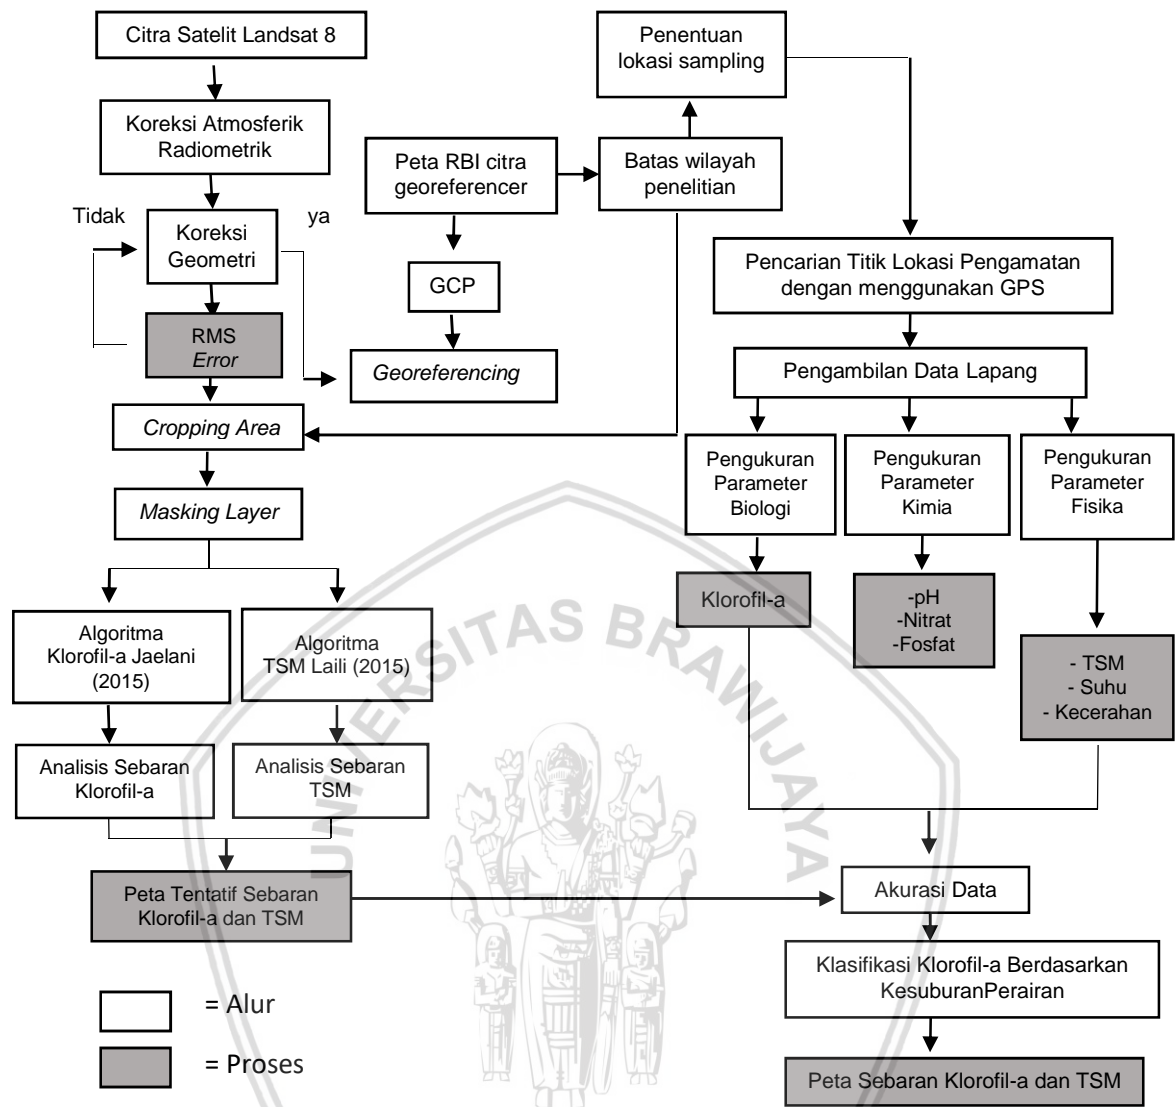 Citra Satelit Landsat 8
Koreksi Atmosferik
Radiometrik
Tidak
ya
Koreksi
Geometri
RMS
Error
Cropping Area
Masking Layer
Peta RBI citra
georeferencer
GCP
Georeferencing
Penentuan
lokasi sampling
Batas wilayah
penelitian
Pencarian Titik Lokasi Pengamatan
dengan menggunakan GPS
Pengambilan Data Lapang
Pengukuran
Parameter
Biologi
Pengukuran
Parameter
Kimia
Pengukuran
Parameter
Fisika
Klorofil-a
-pH
-Nitrat
-Fosfat
- TSM
- Suhu
- Kecerahan
Algoritma
Klorofil-a Jaelani
(2015)
Algoritma
TSM Laili (2015)
Analisis Sebaran
Klorofil-a
Analisis Sebaran
TSM
Peta Tentatif Sebaran
Klorofil-a dan TSM
Akurasi Data
Klasifikasi Klorofil-a Berdasarkan
KesuburanPerairan
Peta Sebaran Klorofil-a dan TSM
= Alur
= Proses
UNIVERSITAS BRAWIJAYA